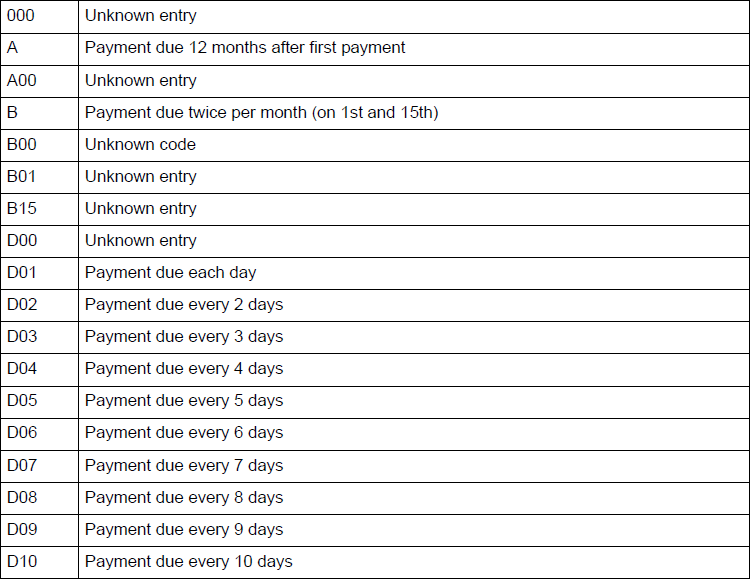 000 Unknown entry
A Payment due 12 months after first payment
A00 Unknown entry
B Payment due twice per month (on 1st and 15th)
B00 Unknown code
B01 Unknown entry
B15 Unknown entry
D00 Unknown entry
D01 Payment due each day
D02 Payment due every 2 days
D03 Payment due every 3 days
D04 Payment due every 4 days
D05 Payment due every 5 days
D06 Payment due every 6 days
D07 Payment due every 7 days
D08 Payment due every 8 days
D09 Payment due every 9 days
D10 Payment due every 10 days